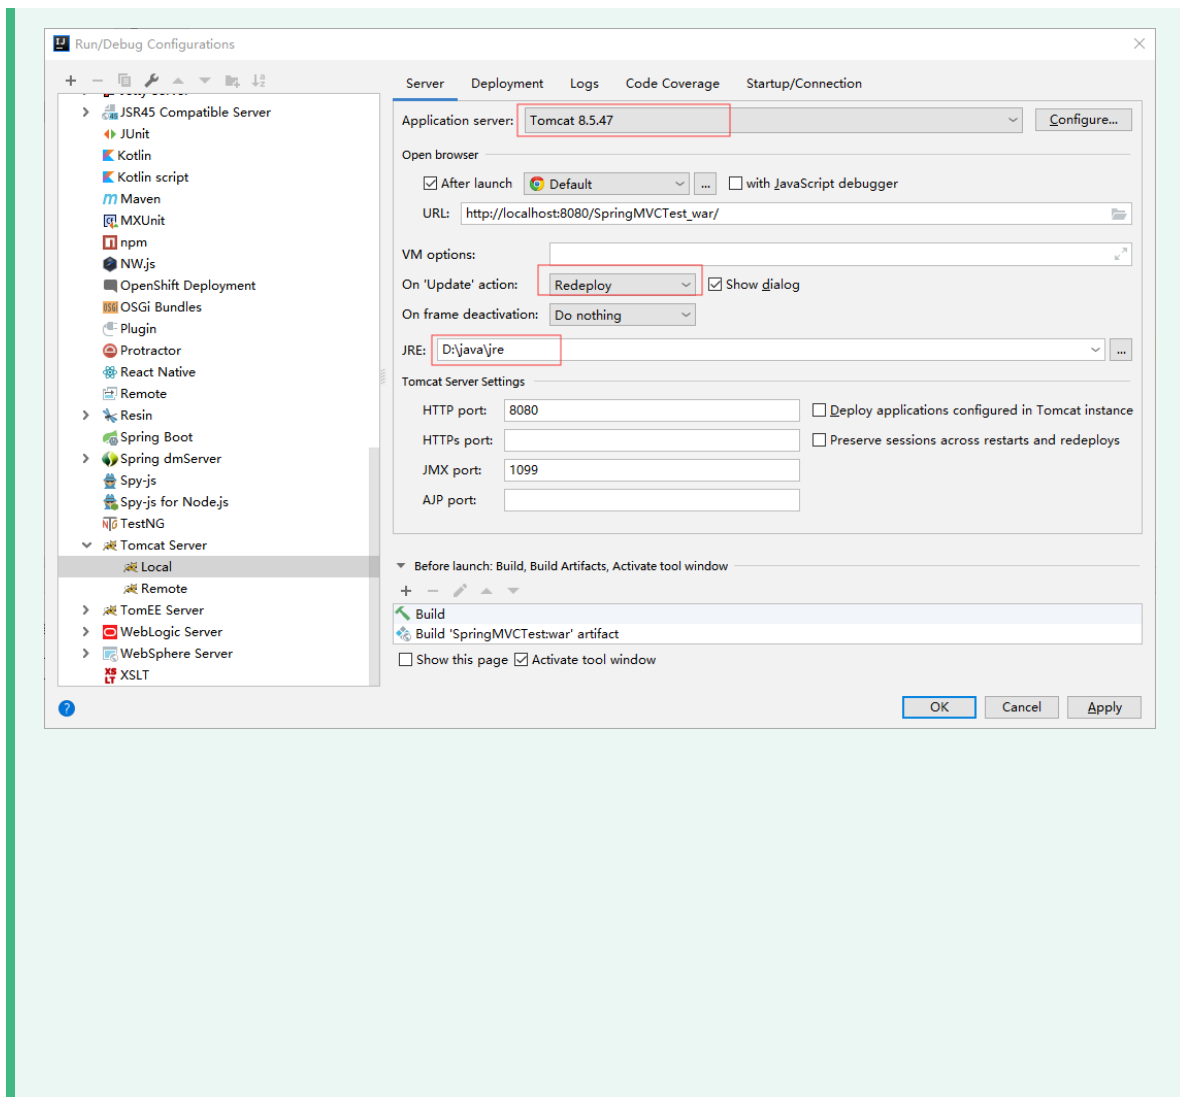 Run/Debug Configurations
JSR45 Compatible Server
JUnit
Kotlin
Kotlin script
Maven
MXUnit
npm
NW.js
OpenShift Deployment
OSGi Bundles
Plugin
Protractor
React Native
Remote
Resin
Spring Boot
Spring dmServer
Spy-js
Spy-js for Node.js
TestNG
Tomcat Server
Local
Remote
TomEE Server
WebLogic Server
WebSphere Server
XSLT
Server Deployment Logs Code Coverage Startup/Connection
Application server: Tomcat 8.5.47 Configure...
Open browser
After launch Default ... with JavaScript debugger
URL: http://localhost:8080/SpringMVCTest_war/
VM options:
On 'Update' action: Redeploy Show dialog
On frame deactivation: Do nothing
JRE: D:\java\jre ...
Tomcat Server Settings
HTTP port: 8080 Deploy applications configured in Tomcat instance
HTTPs port: Preserve sessions across restarts and redeploys
JMX port: 1099
AJP port:
Before launch: Build, Build Artifacts, Activate tool window
Build
Build 'SpringMVCTest:war' artifact
Show this page Activate tool window
? OK Cancel Apply